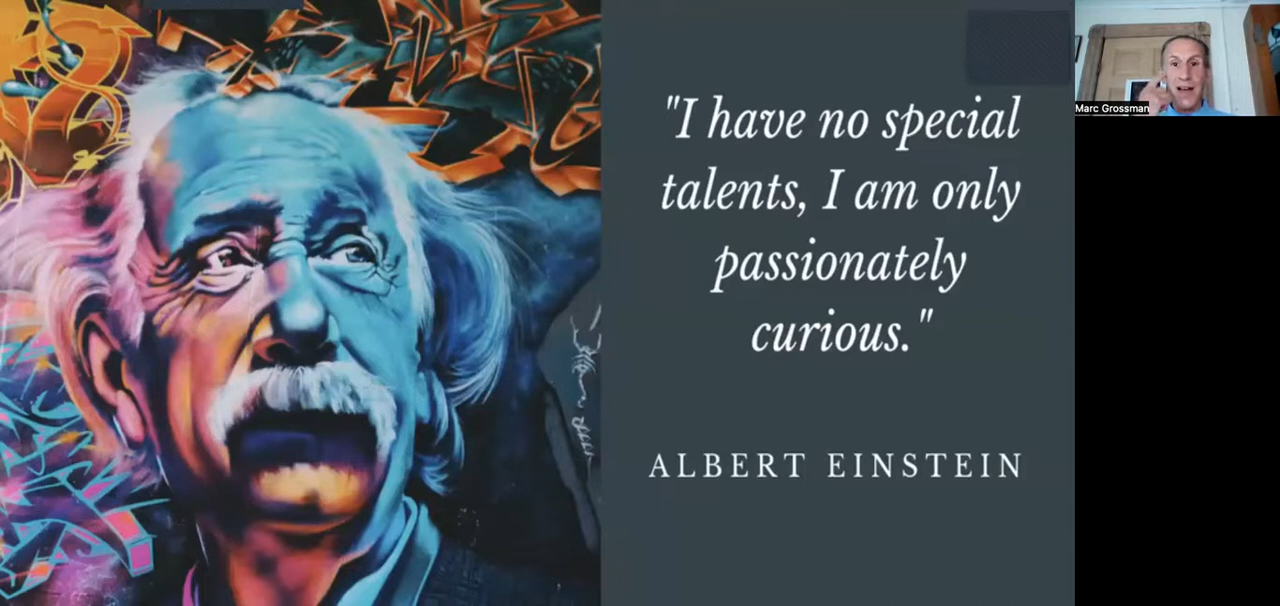 "I have no special
talents, I am only
passionately
curious."
ALBERT EINSTEIN
Marc Grossman